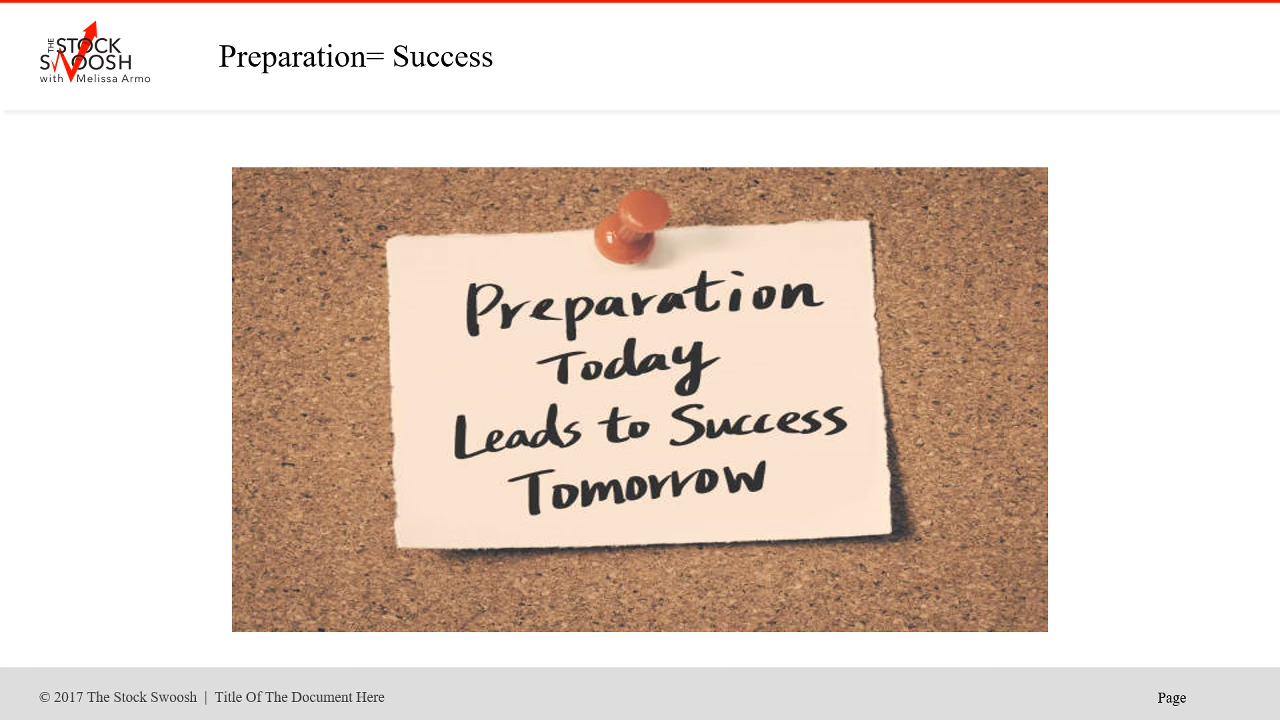 THE
STOCK
SWOOSH
with Melissa Armo
Preparation= Success
Preparation
Today
Leads to Success
Tomorrow
© 2017 The Stock Swoosh | Title Of The Document Here
Page